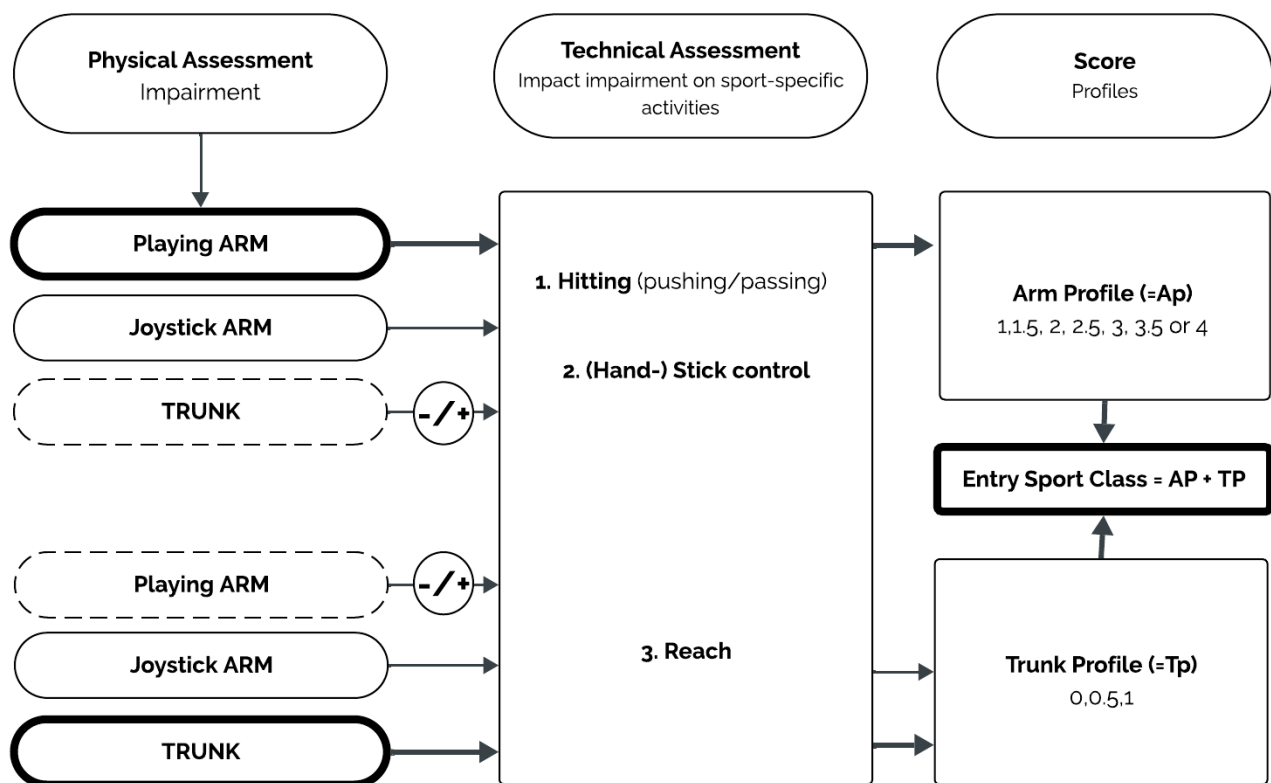 Physical Assessment
Impairment
Technical Assessment
Impact impairment on sport-specific
activities
Score
Profiles
Playing ARM
Joystick ARM
TRUNK
-/+
1. Hitting (pushing/passing)
2. (Hand-) Stick control
Arm Profile (=Ap)
1,1.5, 2, 2.5, 3, 3.5 or 4
Entry Sport Class = AP + TP
Playing ARM
-/+
Joystick ARM
TRUNK
3. Reach
Trunk Profile (=Tp)
0,0.5,1